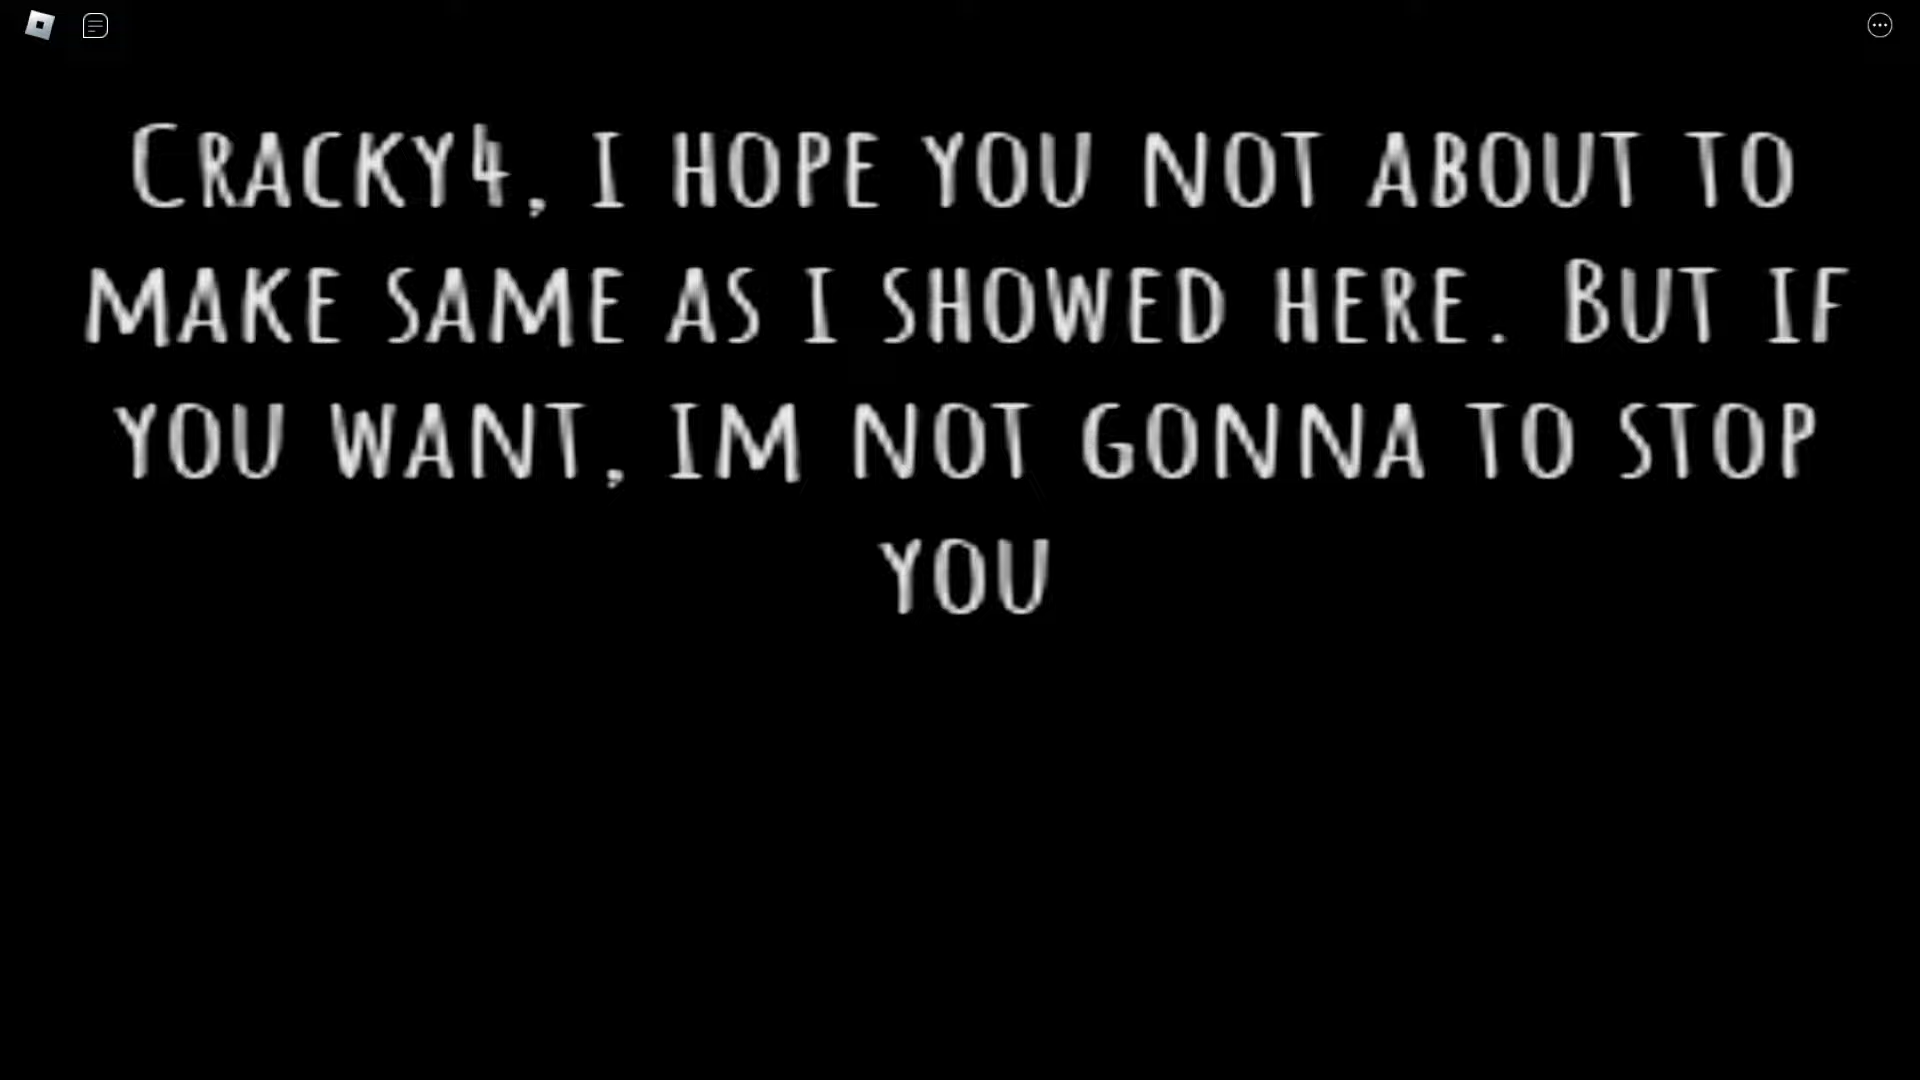 Cracky4, i hope you not about to
make same as i showed here. But if
you want, im not gonna to stop
you